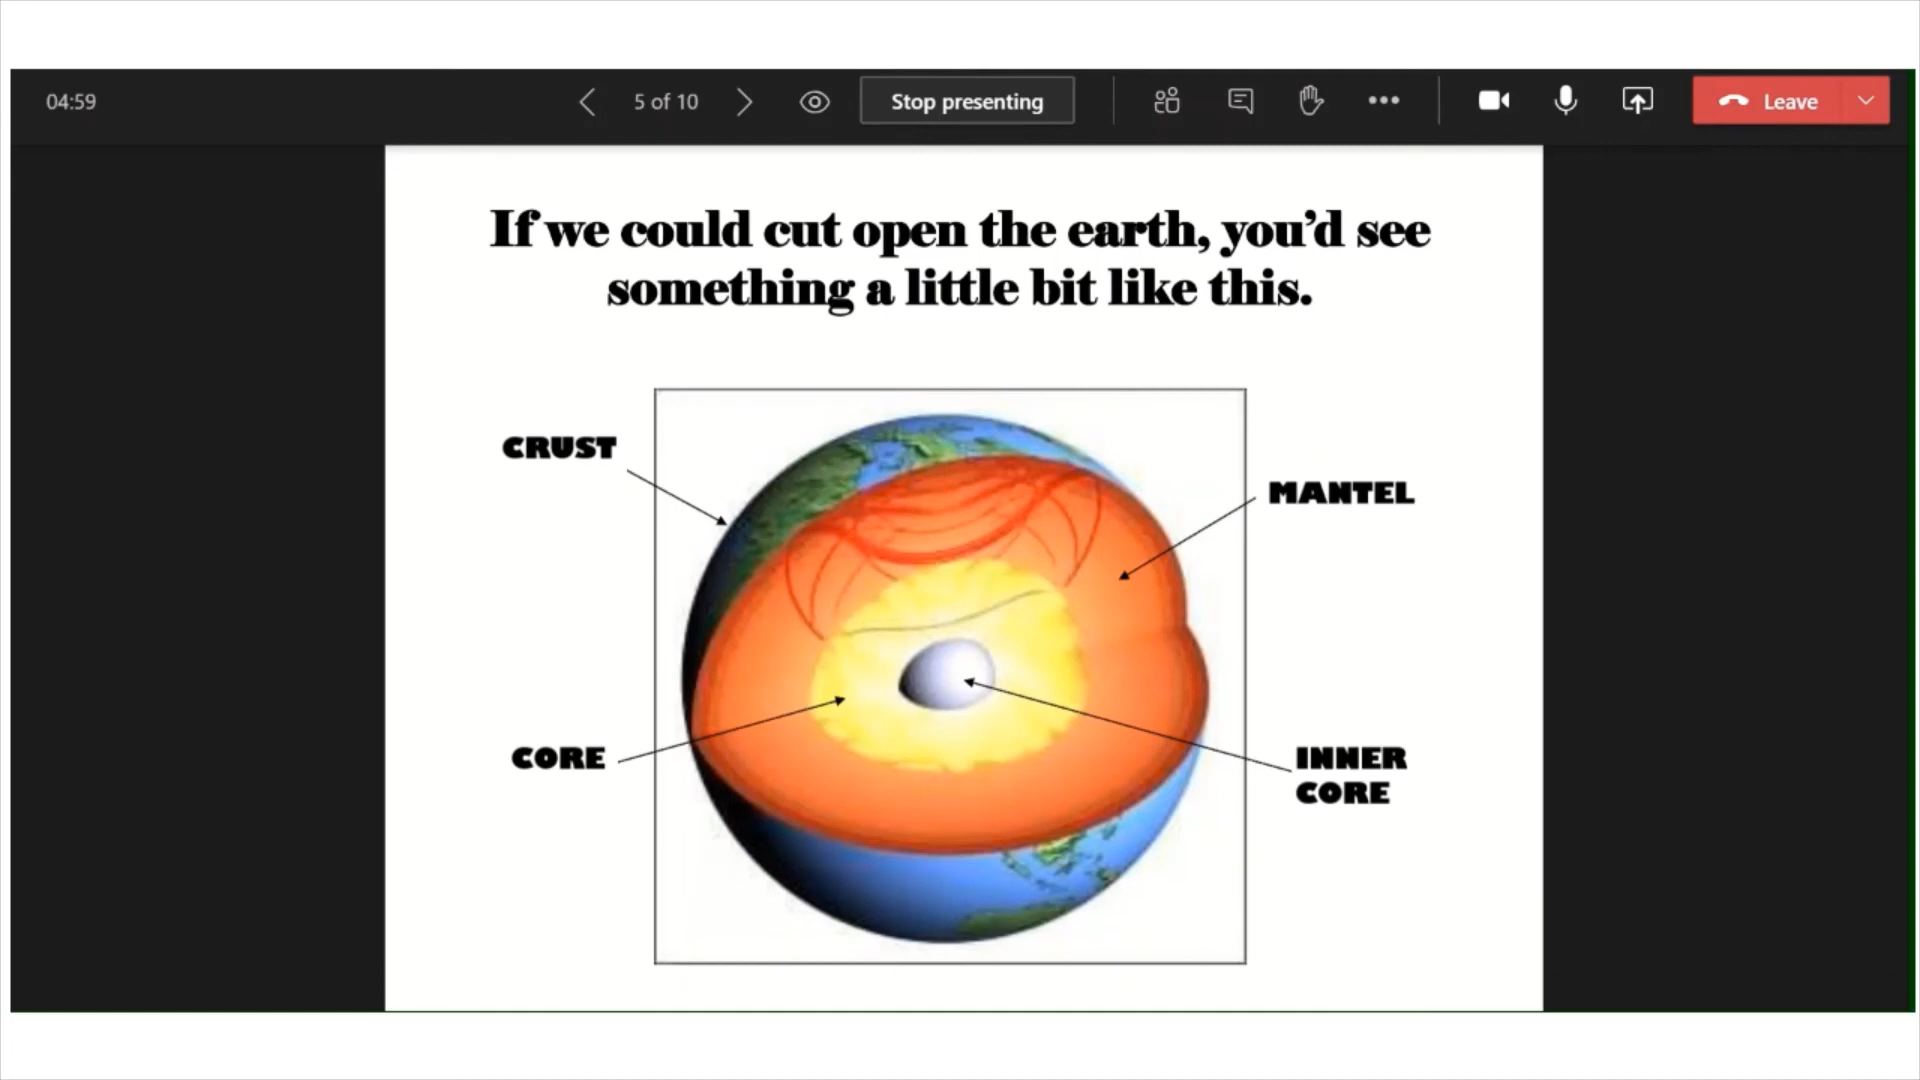 04:59
5 of 10
Stop presenting
Leave
If we could cut open the earth, you’d see
something a little bit like this.
CRUST
MANTEL
CORE
INNER
CORE